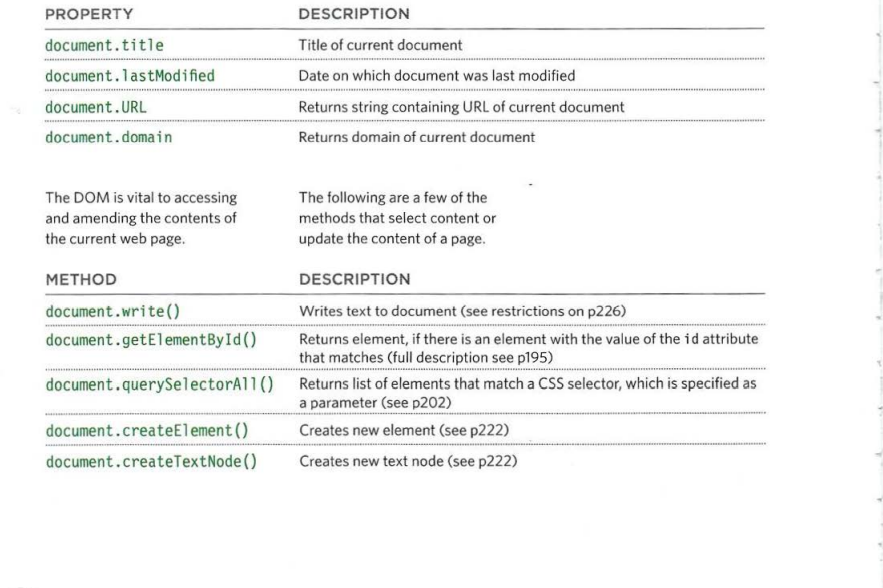 PROPERTY DESCRIPTION
document.title Title of current document
document.lastModified Date on which document was last modified
document.URL Returns string containing URL of current document
document.domain Returns domain of current document
The DOM is vital to accessing
and amending the contents of
the current web page.
The following are a few of the
methods that select content or
update the content of a page.
METHOD DESCRIPTION
document.write() Writes text to document (see restrictions on p226)
document.getElementById() Returns element, if there is an element with the value of the id attribute
that matches (full description see p195)
document.querySelectorAll() Returns list of elements that match a CSS selector, which is specified as
a parameter (see p202)
document.createElement() Creates new element (see p222)
document.createTextNode() Creates new text node (see p222)